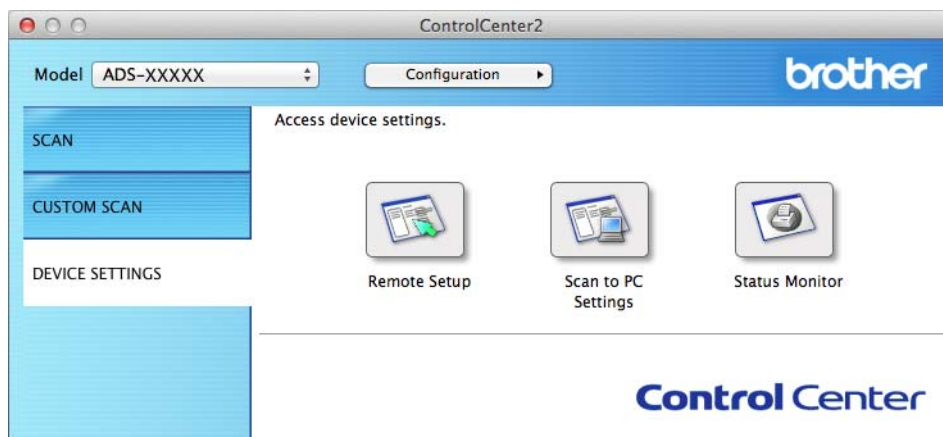 ControlCenter2
Model ADS-XXXXX Configuration brother
SCAN
CUSTOM SCAN
DEVICE SETTINGS
Access device settings.
Remote Setup
Scan to PC
Settings
Status Monitor
Control Center